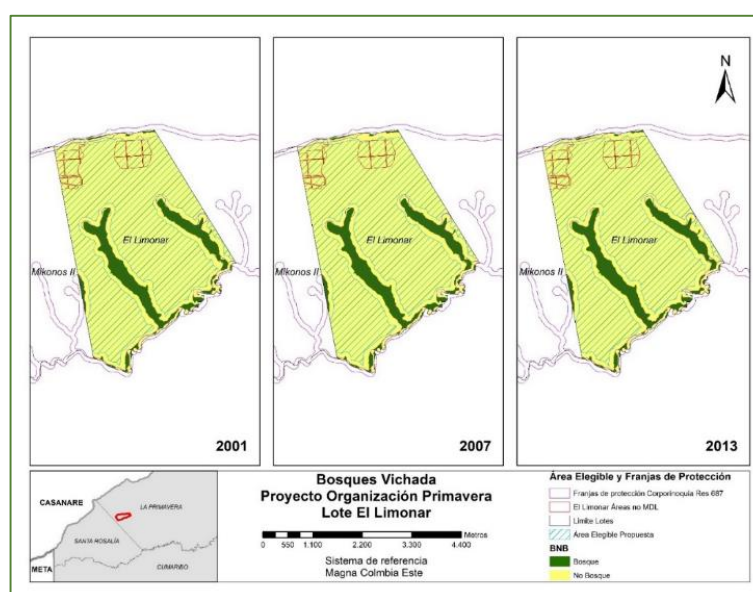 N
El Limonar
Mikonos II
2001
El Limonar
Mikonos II
2007
El Limonar
Mikonos II
2013
CASANARE
LA PRIMAVERA
SANTA ROSALÍA
META
CUMARIBO
Bosques Vichada
Proyecto Organización Primavera
Lote El Limonar
Metros
0 550 1.100 2.200 3.300 4.400
Sistema de referencia
Magna Colmbia Este
Área Elegible y Franjas de Protección
Franjas de protección Corporinoquia Res 687
El Limonar Áreas no MDL
Límite Lotes
Área Elegible Propuesta
BNB
Bosque
No Bosque